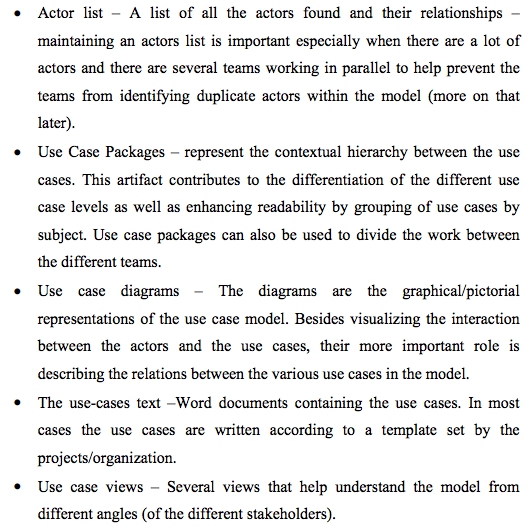 • Actor list – A list of all the actors found and their relationships –
maintaining an actors list is important especially when there are a lot of
actors and there are several teams working in parallel to help prevent the
teams from identifying duplicate actors within the model (more on that
later).
• Use Case Packages – represent the contextual hierarchy between the use
cases. This artifact contributes to the differentiation of the different use
case levels as well as enhancing readability by grouping of use cases by
subject. Use case packages can also be used to divide the work between
the different teams.
• Use case diagrams – The diagrams are the graphical/pictorial
representations of the use case model. Besides visualizing the interaction
between the actors and the use cases, their more important role is
describing the relations between the various use cases in the model.
• The use-cases text –Word documents containing the use cases. In most
cases the use cases are written according to a template set by the
projects/organization.
• Use case views – Several views that help understand the model from
different angles (of the different stakeholders).